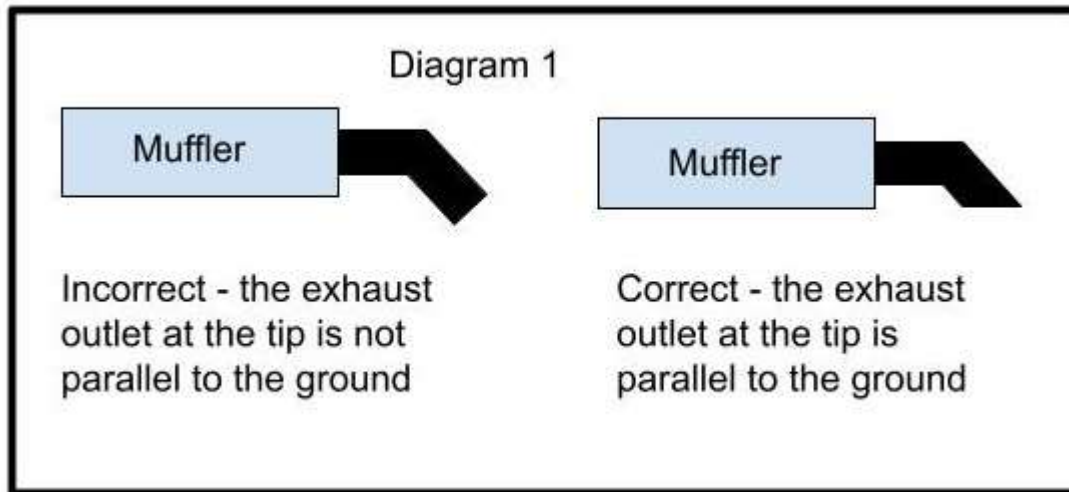 Diagram 1
Muffler
Muffler
Incorrect - the exhaust
outlet at the tip is not
parallel to the ground
Correct - the exhaust
outlet at the tip is
parallel to the ground